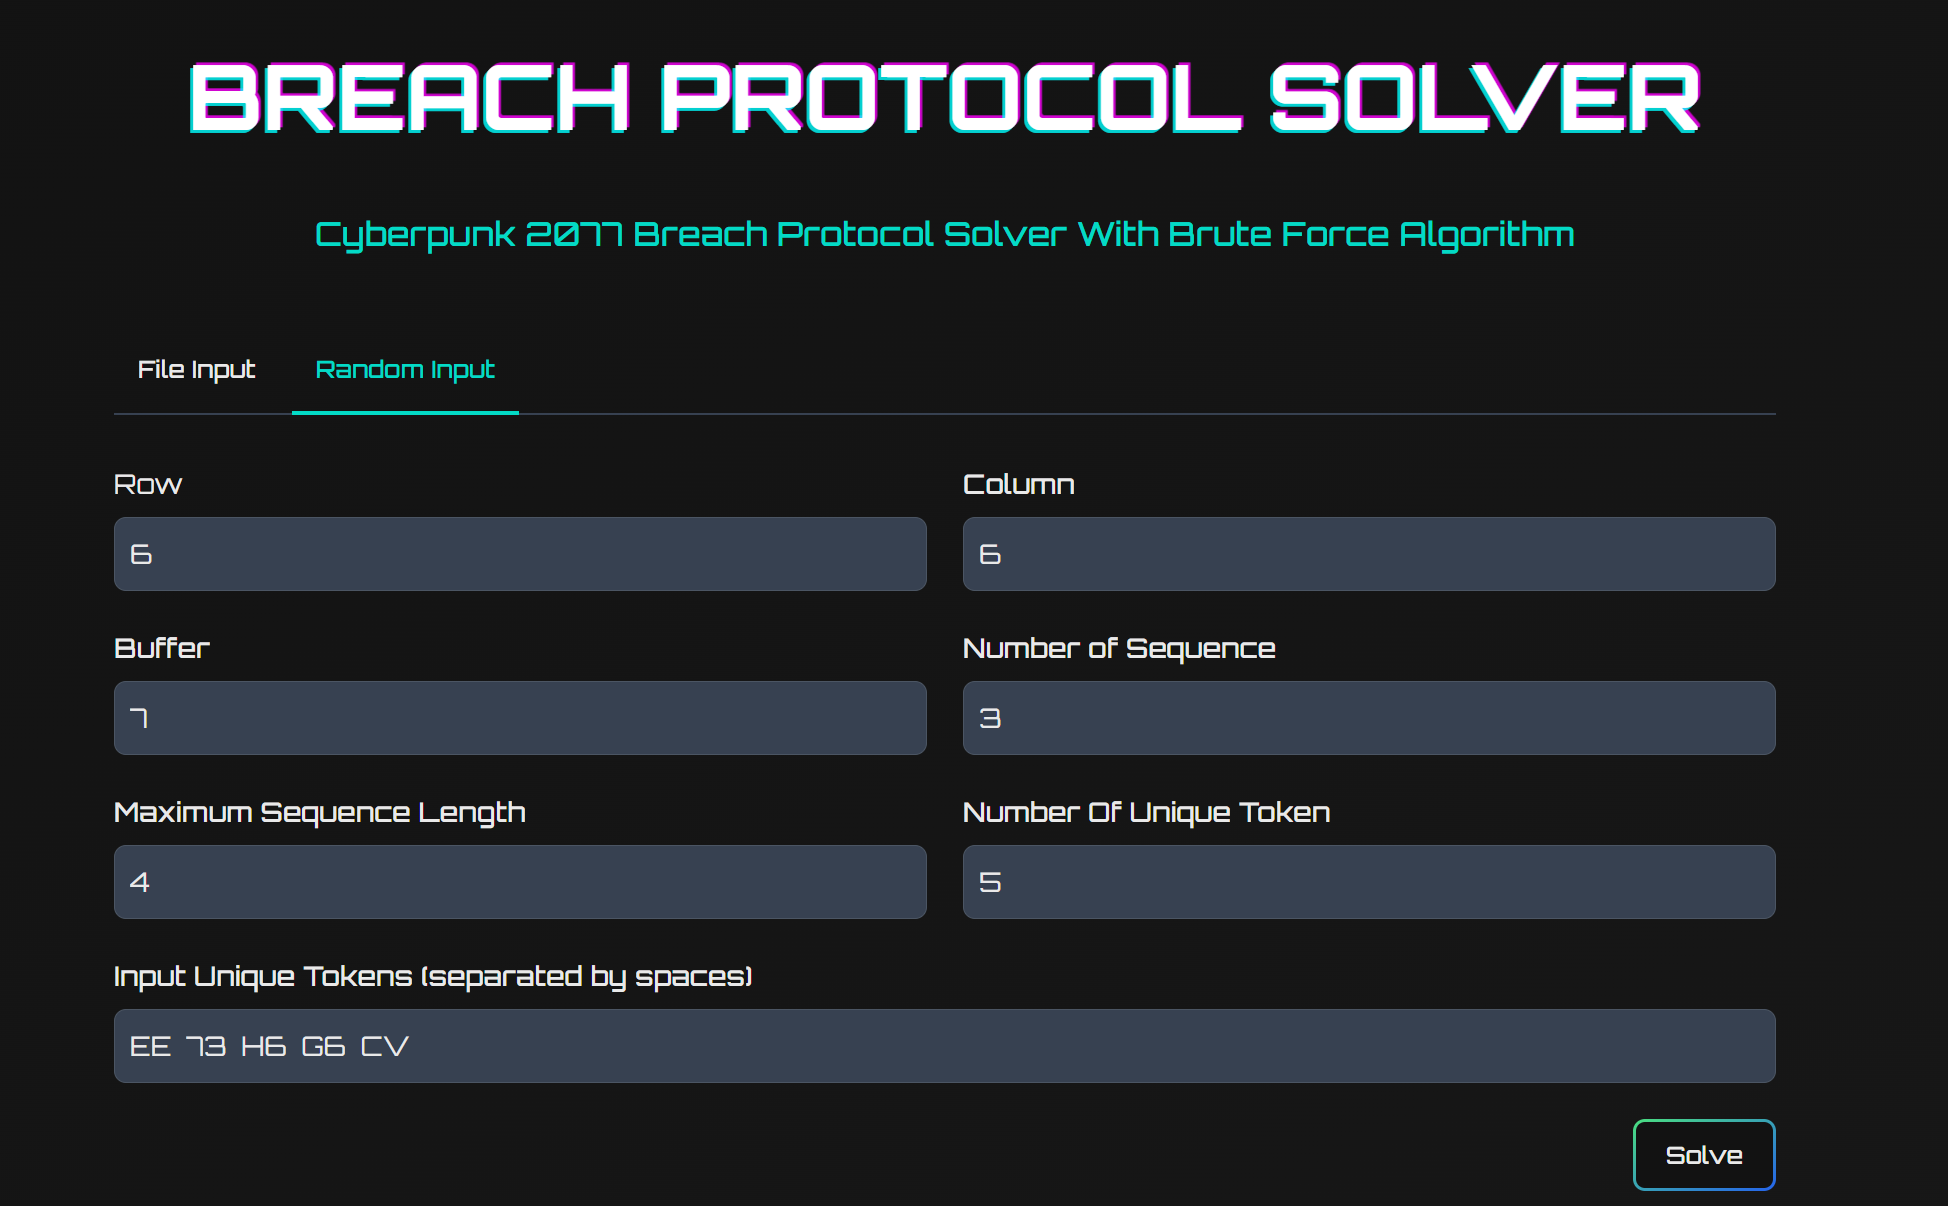 BREACH PROTOCOL SOLVER
Cyberpunk 2077 Breach Protocol Solver With Brute Force Algorithm
File Input Random Input
Row Column
6 6
Buffer Number of Sequence
7 3
Maximum Sequence Length Number Of Unique Token
4 5
Input Unique Tokens (separated by spaces)
EE 73 H6 G6 CV
Solve